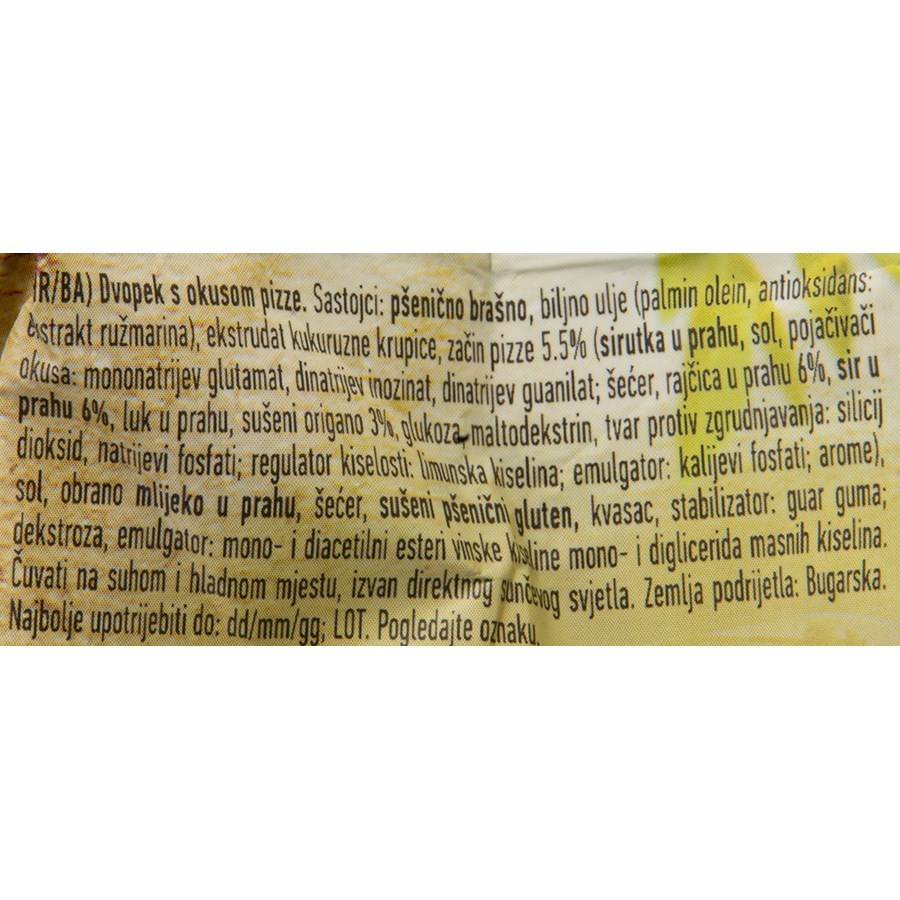 (R/BA) Dvopek s okusom pizze. Sastojci: pšenično brašno, biljno ulje (palmin olein, antioksidans:
ekstrakt ružmarina), ekstrudat kukuruzne krupice, začin pizze 5.5% (sirutka u prahu, sol, pojačivači
okusa: mononatrijev glutamat, dinatrijev inozinat, dinatrijev guanilat; šećer, rajčica u prahu 6%, sir u
prahu 6%, luk u prahu, sušeni origano 3%, glukoza, maltodekstrin, tvar protiv zgrudnjavanja: silicij
dioksid, natrijevi fosfati; regulator kiselosti: limunska kiselina; emulgator: kalijevi fosfati; arome),
sol, obrano mlijeko u prahu, šećer, sušeni pšenični gluten, kvasac, stabilizator: guar guma;
dekstroza, emulgator: mono- i diacetilni esteri vinske kiseline mono- i diglicerida masnih kiselina.
Čuvati na suhom i hladnom mjestu, izvan direktnog sunčevog svjetla. Zemlja podrijetla: Bugarska.
Najbolje upotrijebiti do: dd/mm/gg; LOT. Pogledajte oznaku.